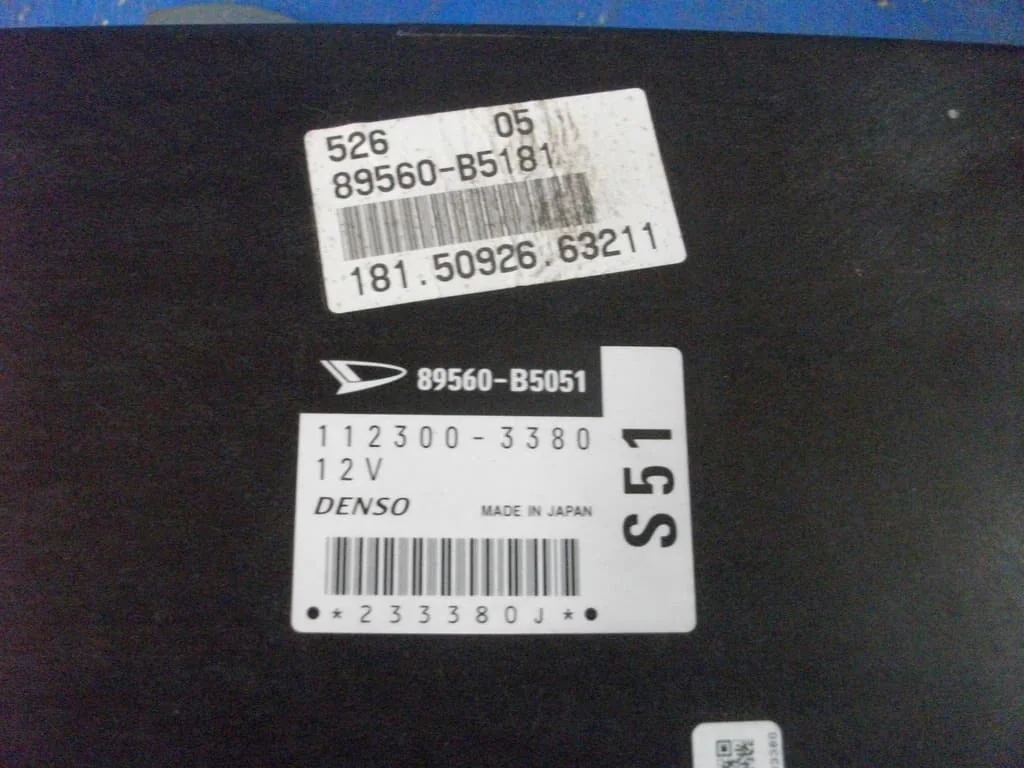 526 05
89560-B5181
181.50926.63211
89560-B5051
112300-3380
12V
DENSO MADE IN JAPAN
S51
*233380J*